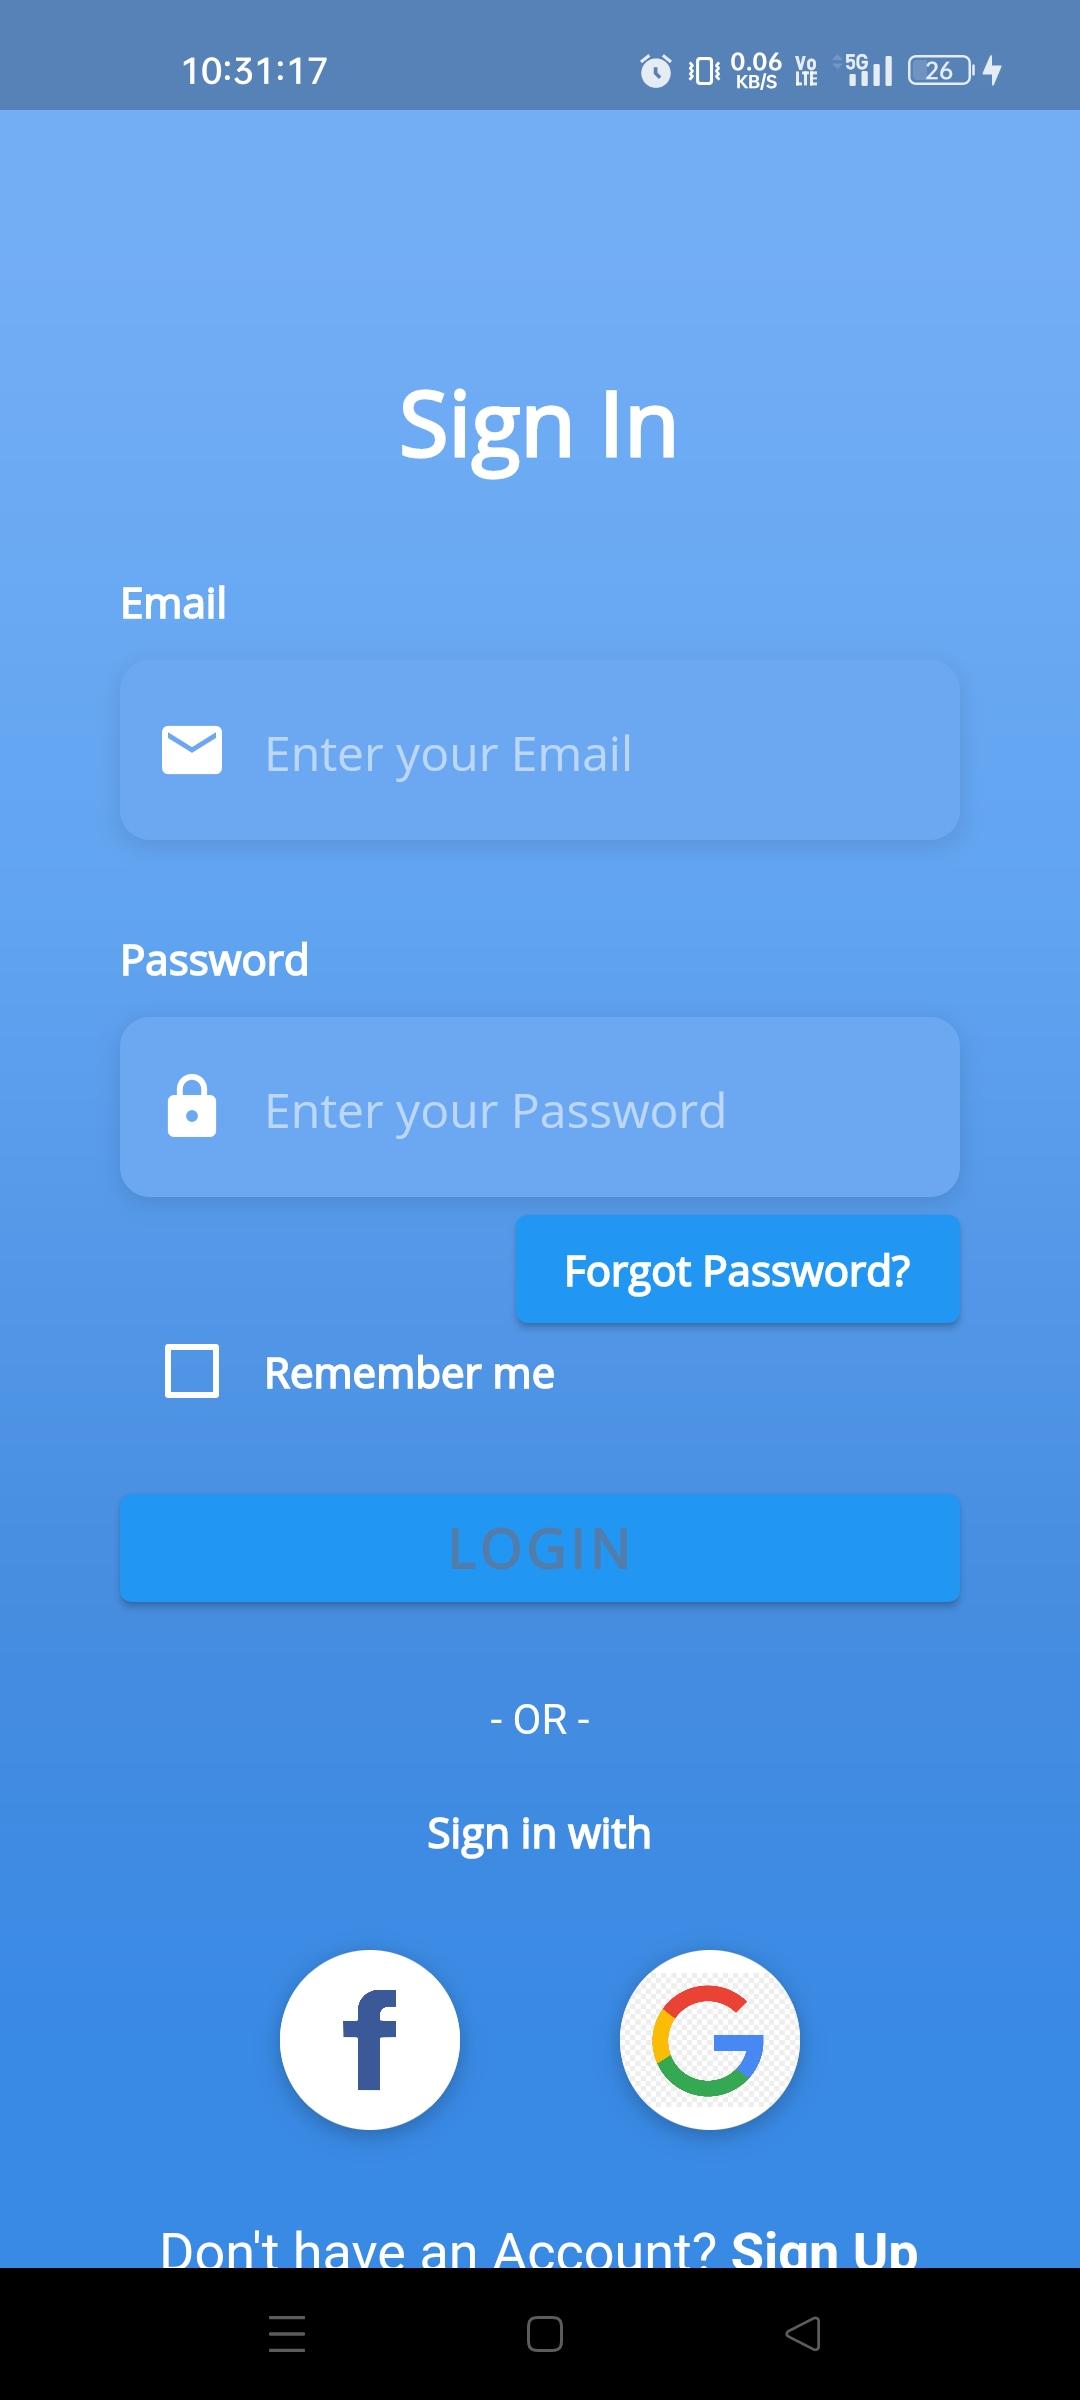 10:31:17 0.06 KB/S Vo LTE 5G 26
Sign In
Email
Enter your Email
Password
Enter your Password
Forgot Password?
Remember me
LOGIN
- OR -
Sign in with
f G
Don't have an Account? Sign Up